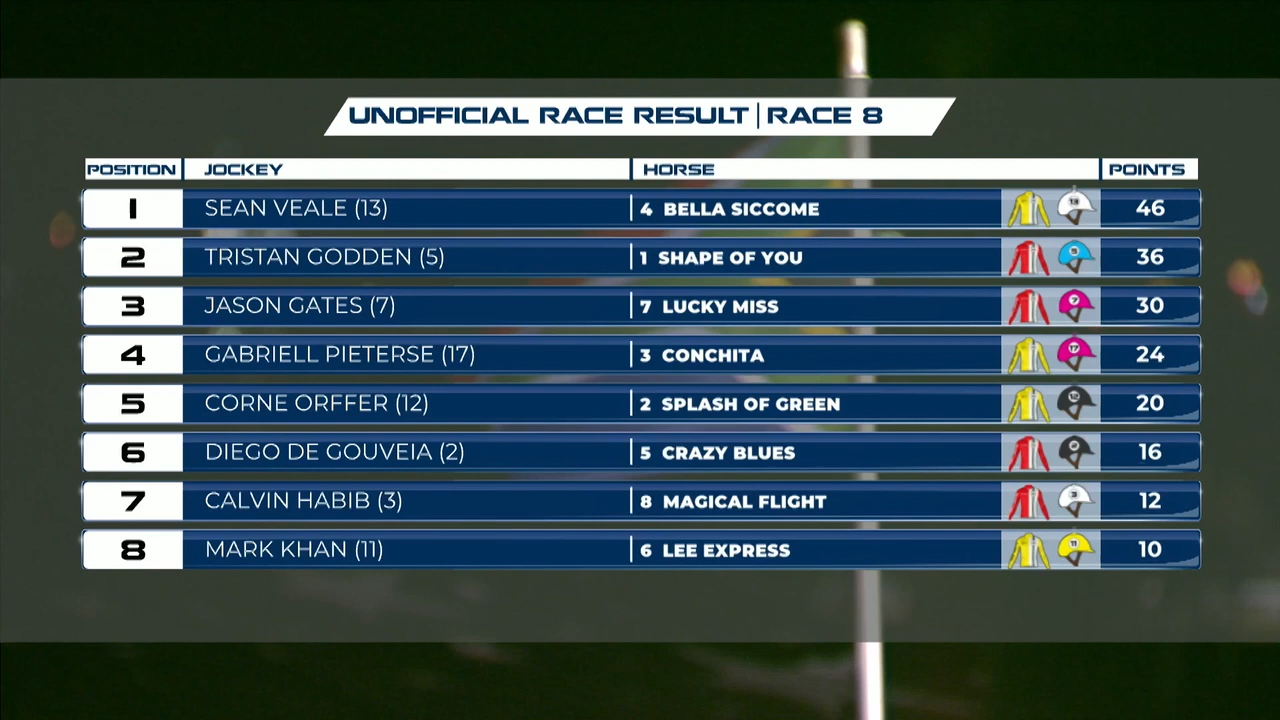 UNOFFICIAL RACE RESULT | RACE 8
POSITION JOCKEY HORSE POINTS
1 SEAN VEALE (13) 4 BELLA SICCOME 46
2 TRISTAN GODDEN (5) 1 SHAPE OF YOU 36
3 JASON GATES (7) 7 LUCKY MISS 30
4 GABRIELL PIETERSE (17) 3 CONCHITA 24
5 CORNE ORFFER (12) 2 SPLASH OF GREEN 20
6 DIEGO DE GOUVEIA (2) 5 CRAZY BLUES 16
7 CALVIN HABIB (3) 8 MAGICAL FLIGHT 12
8 MARK KHAN (11) 6 LEE EXPRESS 10